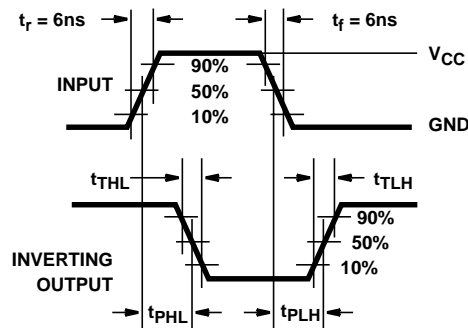 tr = 6ns
tf = 6ns
VCC
INPUT
90%
50%
10%
GND
tTHL
tTLH
90%
50%
10%
INVERTING
OUTPUT
tPHL
tPLH